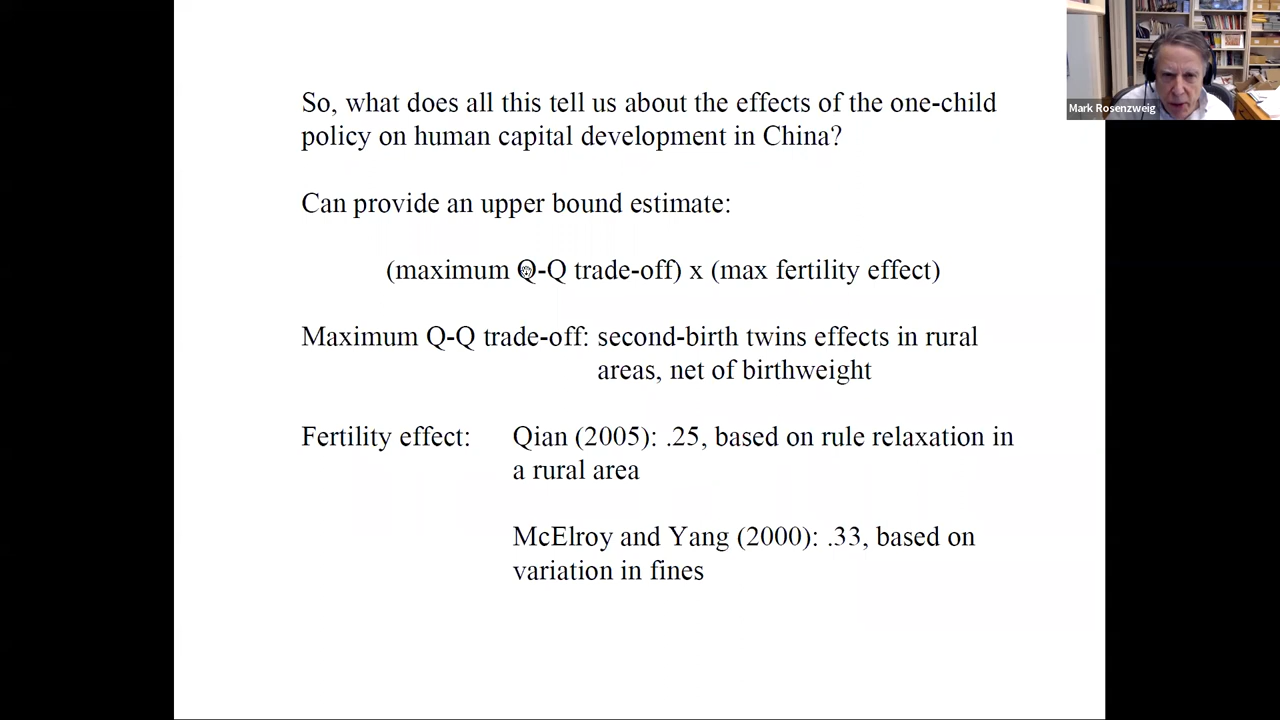 Mark Rosenzweig
So, what does all this tell us about the effects of the one-child
policy on human capital development in China?
Can provide an upper bound estimate:
(maximum Q-Q trade-off) x (max fertility effect)
Maximum Q-Q trade-off: second-birth twins effects in rural
areas, net of birthweight
Fertility effect: Qian (2005): .25, based on rule relaxation in
a rural area
McElroy and Yang (2000): .33, based on
variation in fines